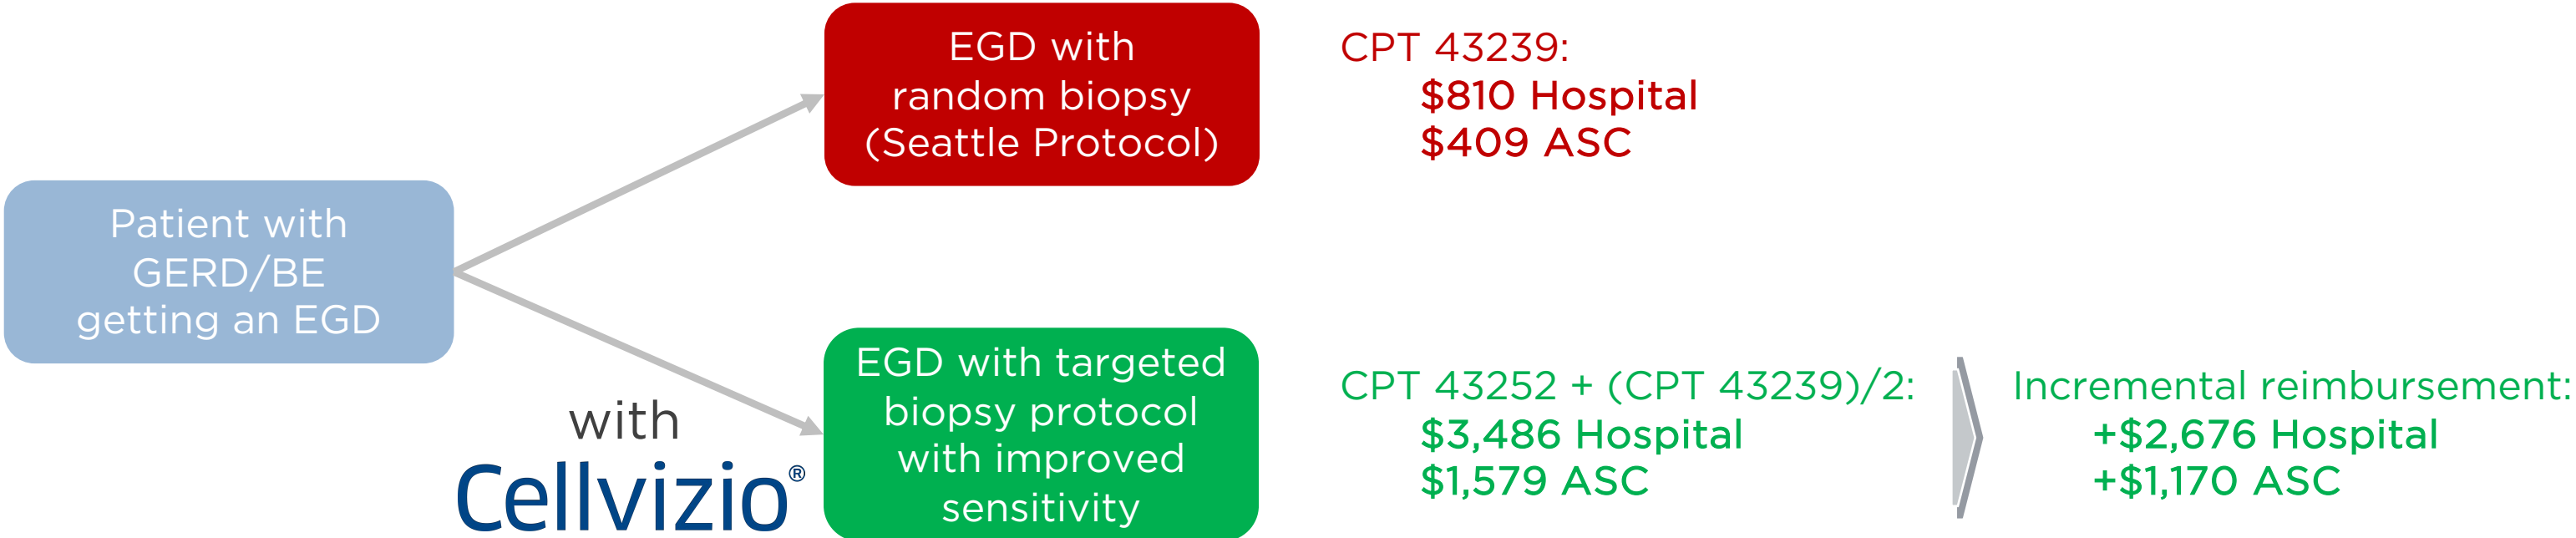 Patient with
GERD/BE
getting an EGD
EGD with
random biopsy
(Seattle Protocol)
CPT 43239:
$810 Hospital
$409 ASC
with
Cellvizio®
EGD with targeted
biopsy protocol
with improved
sensitivity
CPT 43252 + (CPT 43239)/2:
$3,486 Hospital
$1,579 ASC
Incremental reimbursement:
+$2,676 Hospital
+$1,170 ASC